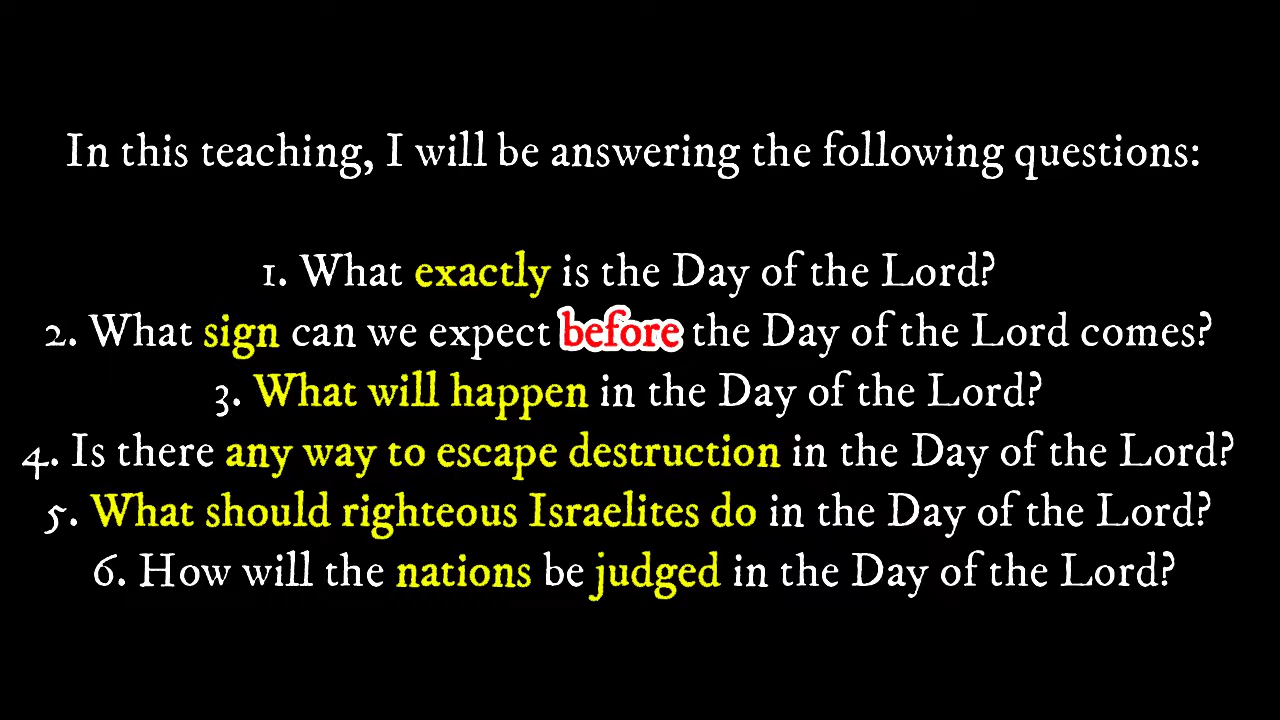 In this teaching, I will be answering the following questions:
1. What exactly is the Day of the Lord?
2. What sign can we expect before the Day of the Lord comes?
3. What will happen in the Day of the Lord?
4. Is there any way to escape destruction in the Day of the Lord?
5. What should righteous Israelites do in the Day of the Lord?
6. How will the nations be judged in the Day of the Lord?